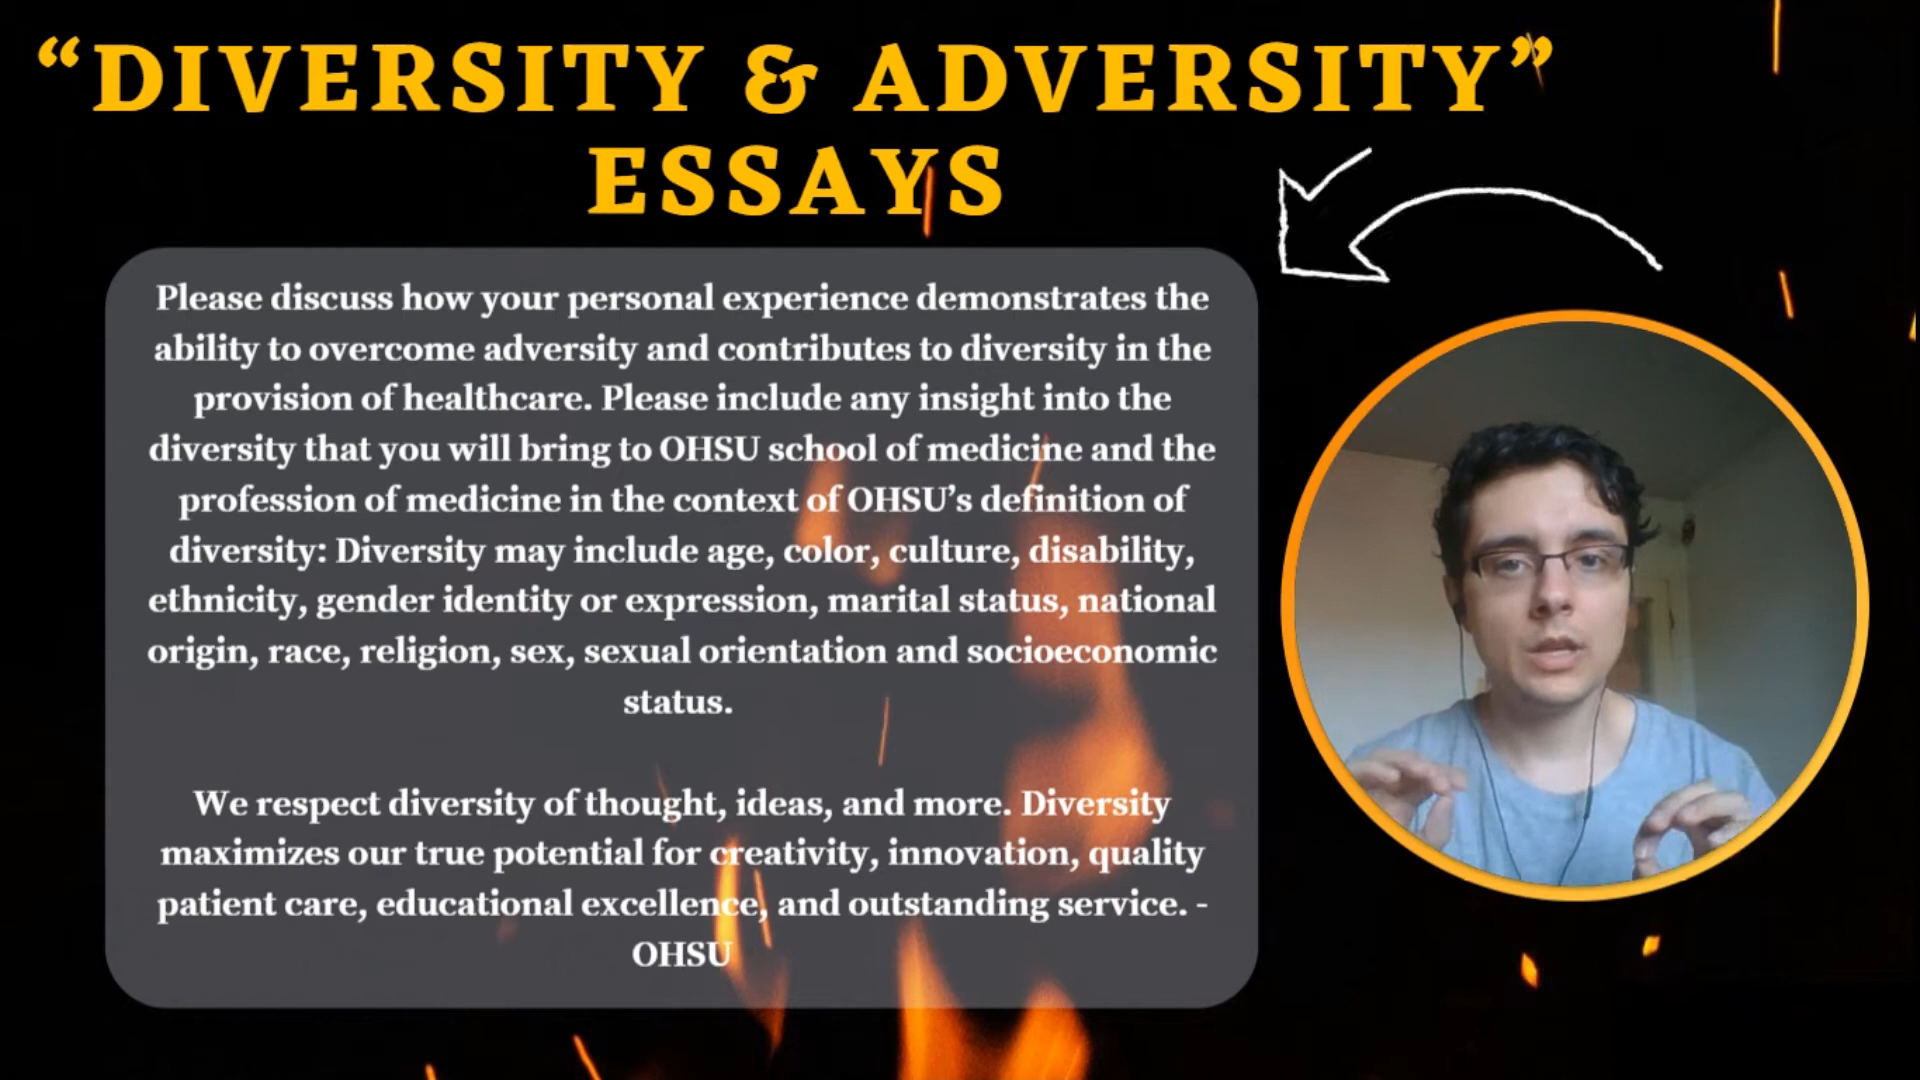 “DIVERSITY & ADVERSITY”
ESSAYS
Please discuss how your personal experience demonstrates the
ability to overcome adversity and contributes to diversity in the
provision of healthcare. Please include any insight into the
diversity that you will bring to OHSU school of medicine and the
profession of medicine in the context of OHSU’s definition of
diversity: Diversity may include age, color, culture, disability,
ethnicity, gender identity or expression, marital status, national
origin, race, religion, sex, sexual orientation and socioeconomic
status.
We respect diversity of thought, ideas, and more. Diversity
maximizes our true potential for creativity, innovation, quality
patient care, educational excellence, and outstanding service. -
OHSU